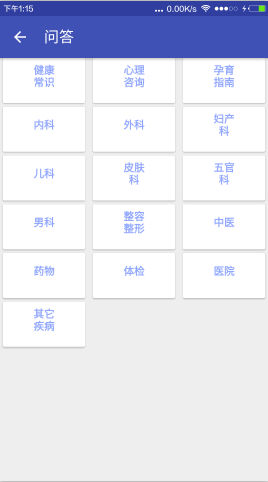 下午1:15 ... 0.00K/s
问答
健康
常识
心理
咨询
孕育
指南
内科
外科
妇产
科
儿科
皮肤
科
五官
科
男科
整容
整形
中医
药物
体检
医院
其它
疾病